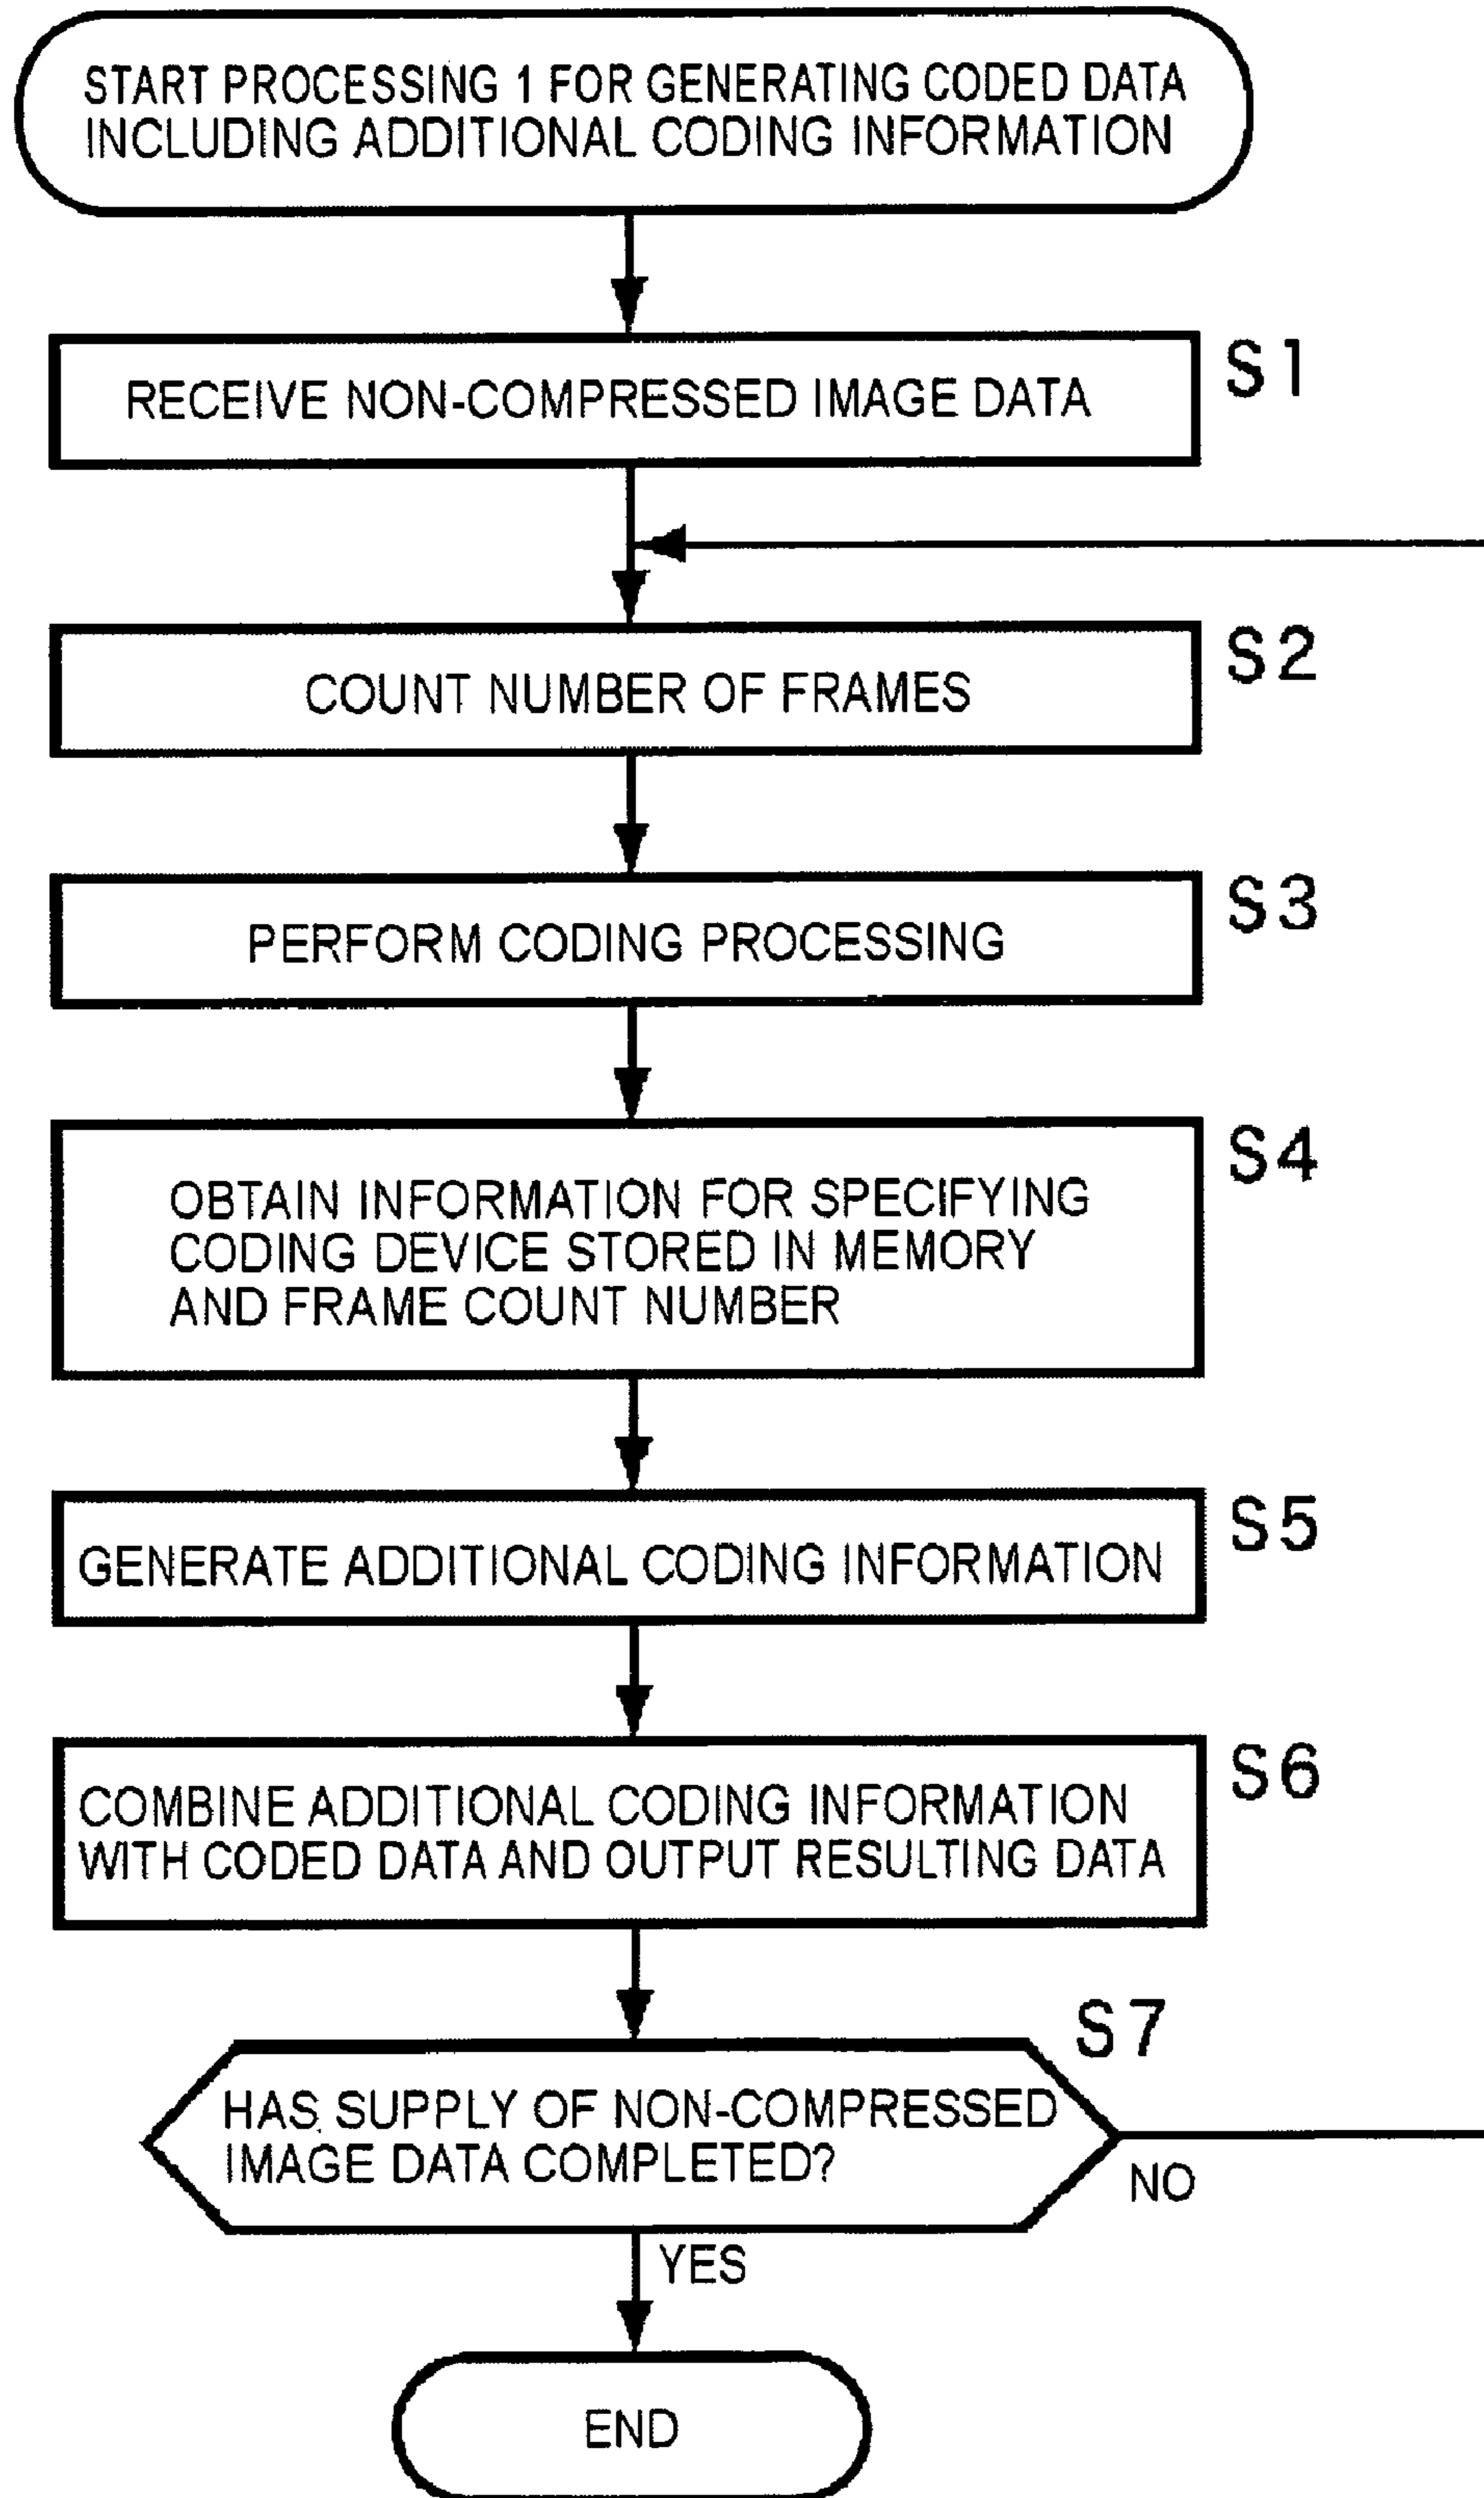 START PROCESSING 1 FOR GENERATING CODED DATA
INCLUDING ADDITIONAL CODING INFORMATION
RECEIVE NON-COMPRESSED IMAGE DATA
S1
COUNT NUMBER OF FRAMES
S2
PERFORM CODING PROCESSING
S3
OBTAIN INFORMATION FOR SPECIFYING
CODING DEVICE STORED IN MEMORY
AND FRAME COUNT NUMBER
S4
GENERATE ADDITIONAL CODING INFORMATION
S5
COMBINE ADDITIONAL CODING INFORMATION
WITH CODED DATA AND OUTPUT RESULTING DATA
S6
S7
HAS SUPPLY OF NON-COMPRESSED
IMAGE DATA COMPLETED?
NO
YES
END